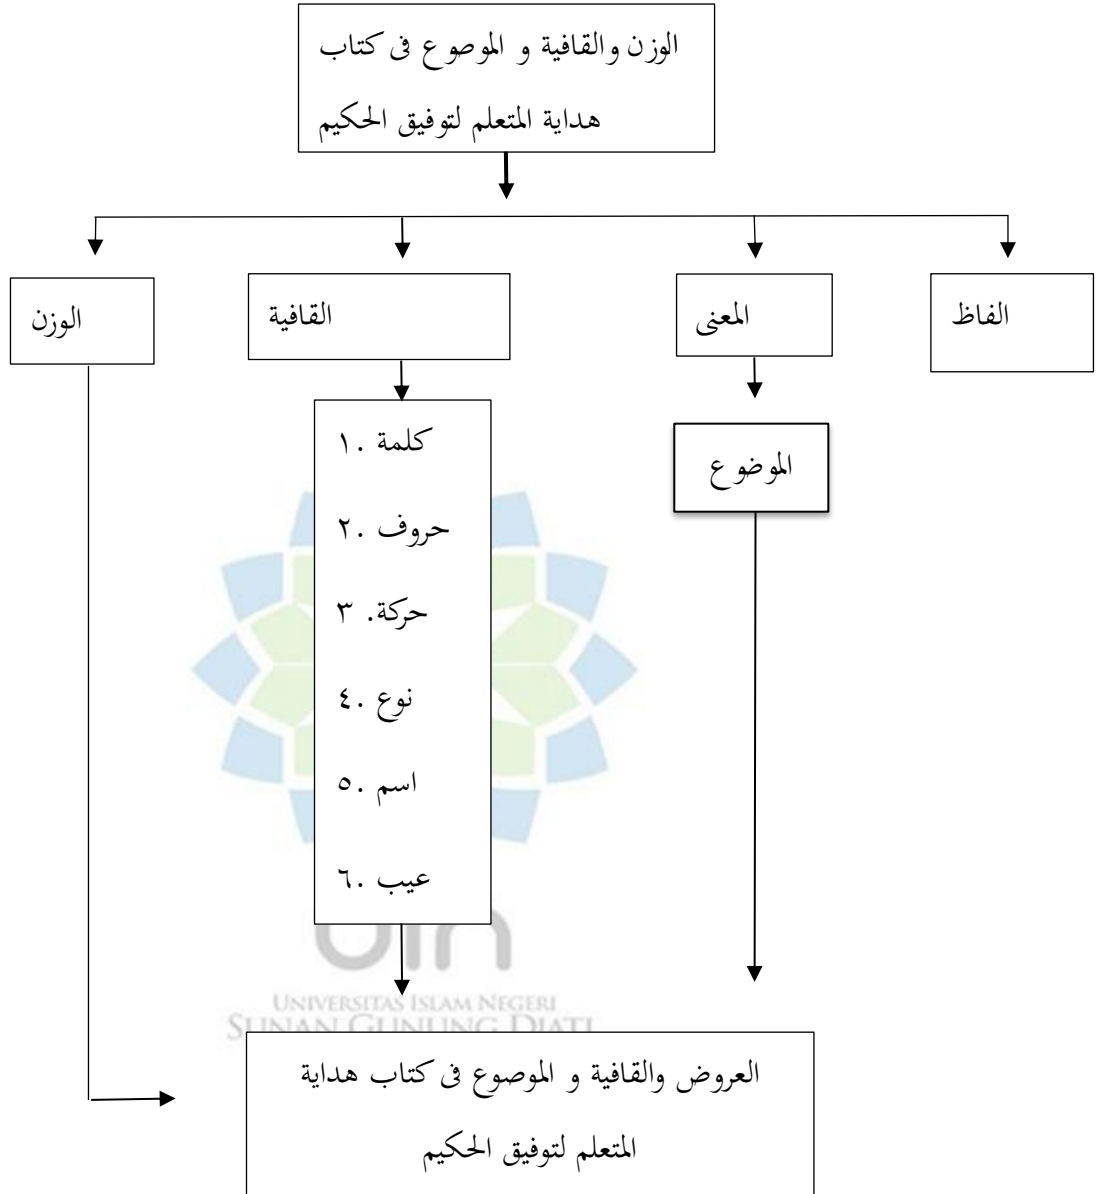 الوزن والقافية و الموصوع فى كتاب
هداية المتعلم لتوفيق الحكيم
الفاظ
المعنى
القافية
الوزن
الموضوع
١. كلمة
٢. حروف
٣. حركة
٤. نوع
٥. اسم
٦. عيب
uin
UNIVERSITAS ISLAM NEGERI
SUNAN GUNUNG DJATI
العروض والقافية و الموصوع فى كتاب هداية
المتعلم لتوفيق الحكيم